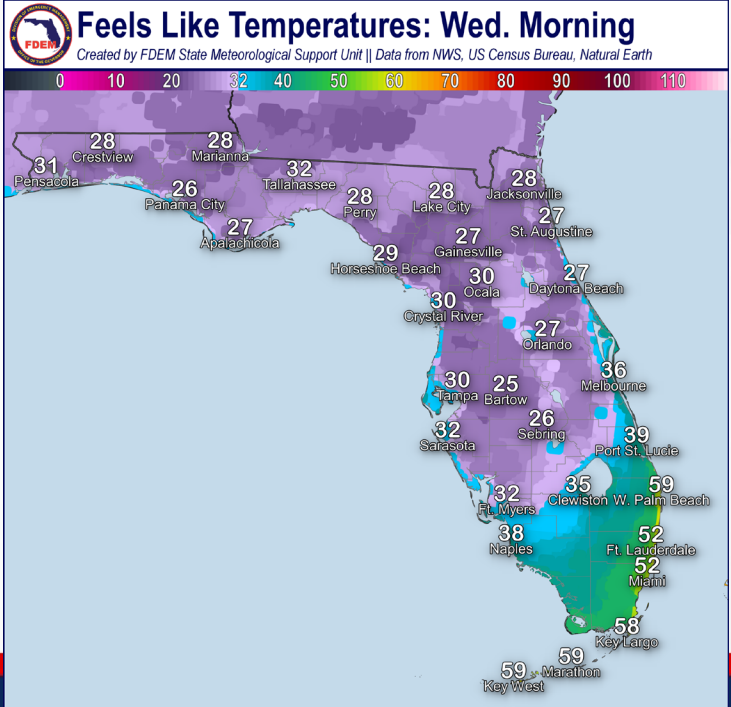 Feels Like Temperatures: Wed. Morning
Created by FDEM State Meteorological Support Unit || Data from NWS, US Census Bureau, Natural Earth
FDEM
0 10 20 32 40 50 60 70 80 90 100 110
28
Crestview
28
Marianna
31
Pensacola
32
Tallahassee
26
Panama City
28
Perry
28
Lake City
28
Jacksonville
27
Apalachicola
27
St. Augustine
27
Gainesville
29
Horseshoe Beach
30
Ocala
27
Daytona Beach
30
Crystal River
27
Orlando
36
Melbourne
30
Tampa
25
Bartow
26
Sebring
32
Sarasota
39
Port St. Lucie
32
Ft. Myers
35
Clewiston
59
W. Palm Beach
38
Naples
52
Ft. Lauderdale
52
Miami
58
Key Largo
59
Marathon
59
Key West